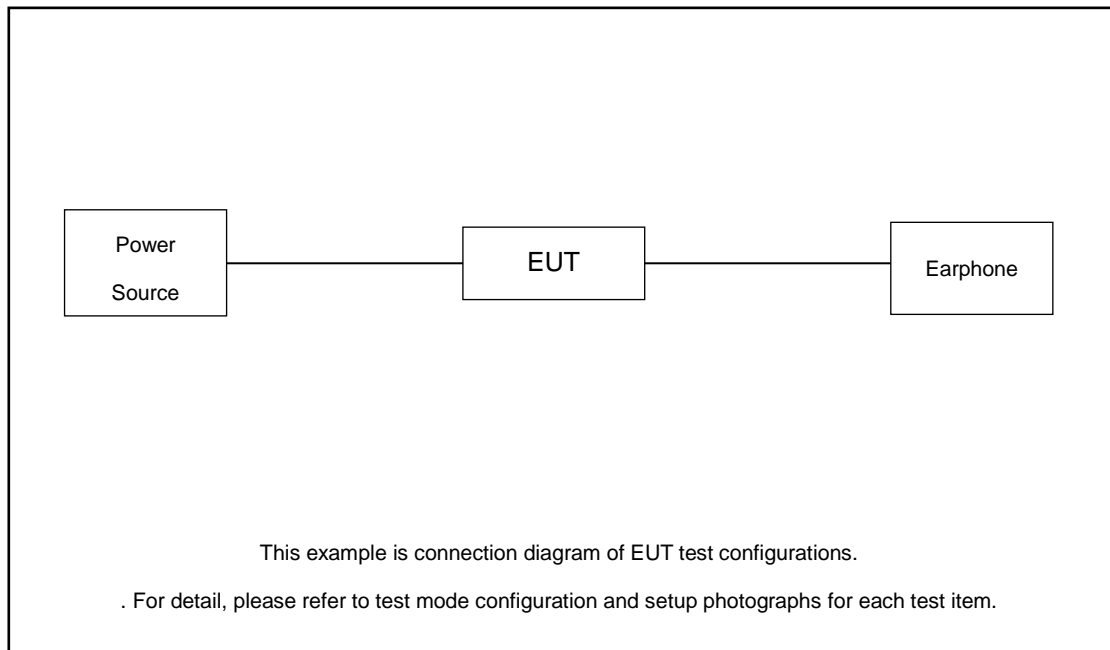 Power
Source
EUT
Earphone
This example is connection diagram of EUT test configurations.
. For detail, please refer to test mode configuration and setup photographs for each test item.